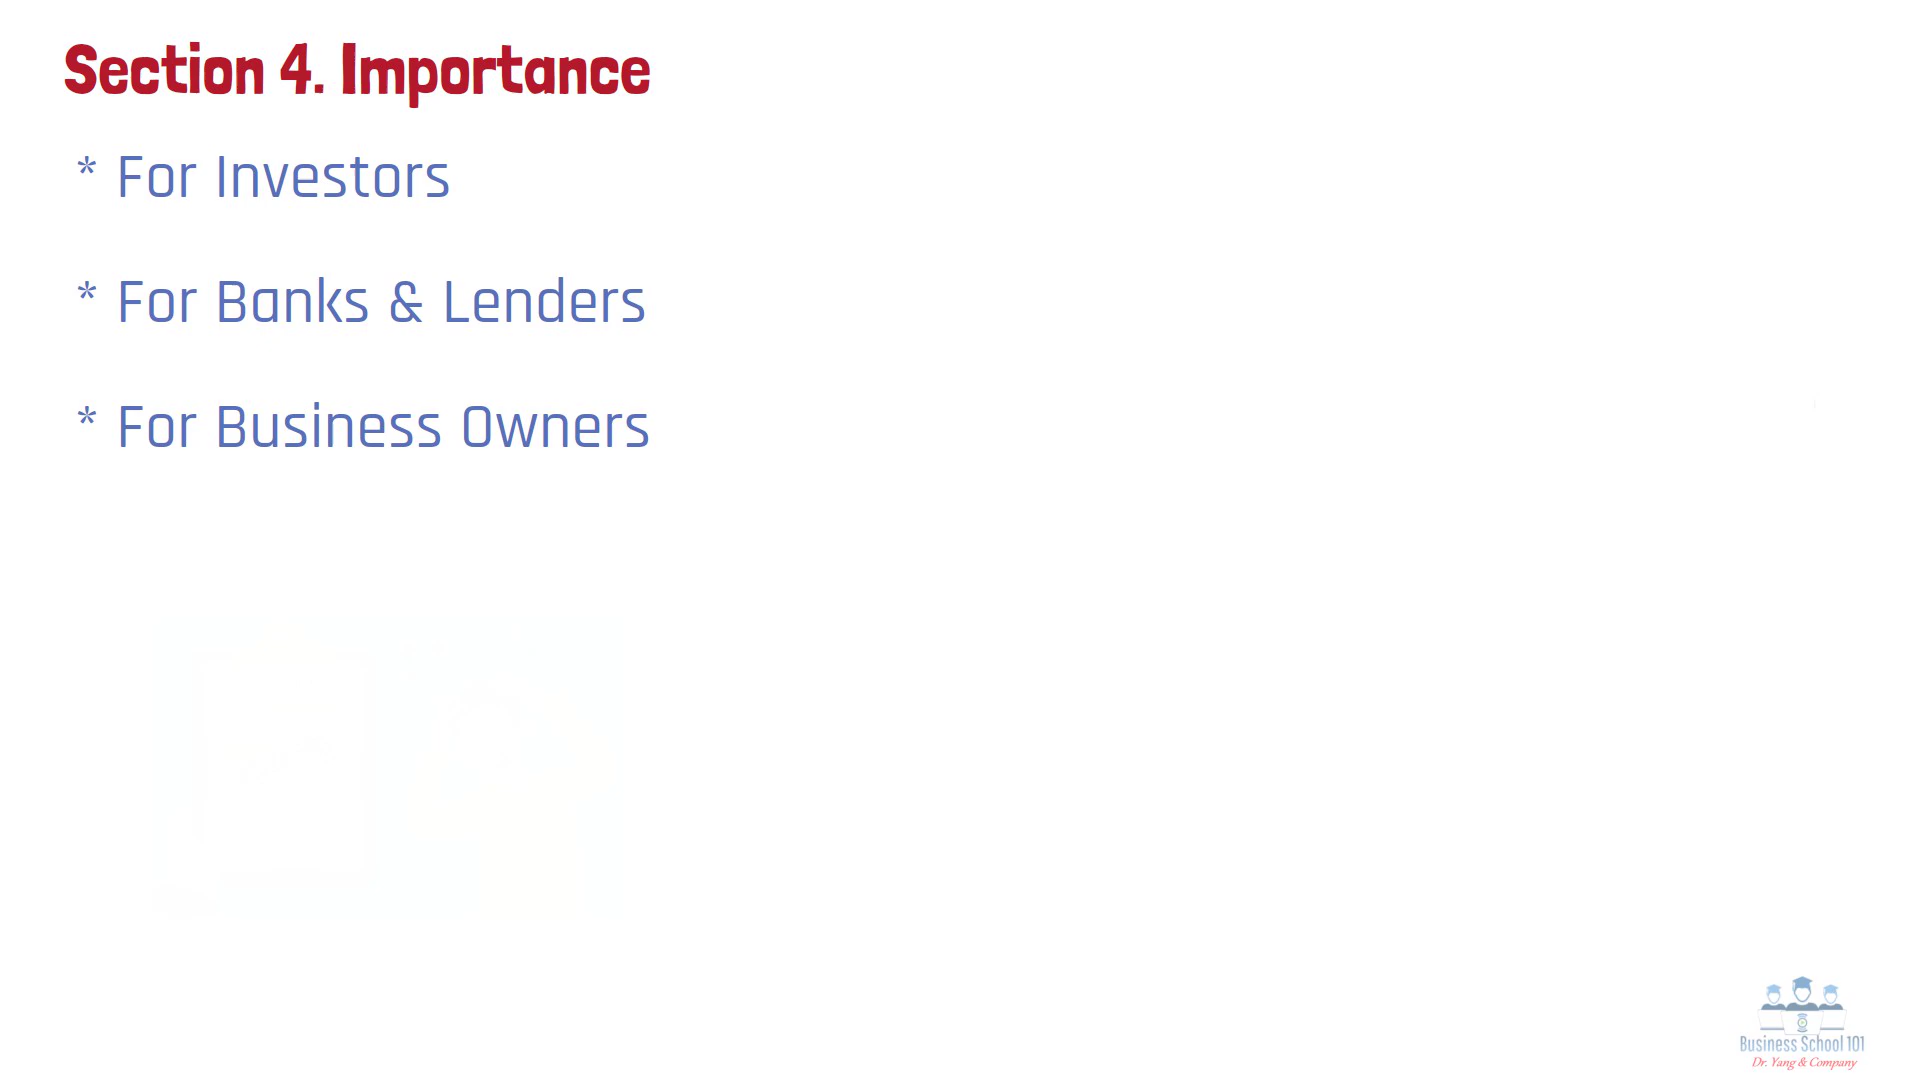 Section 4. Importance
* For Investors
* For Banks & Lenders
* For Business Owners
Business School 101
Dr. Yang & Company